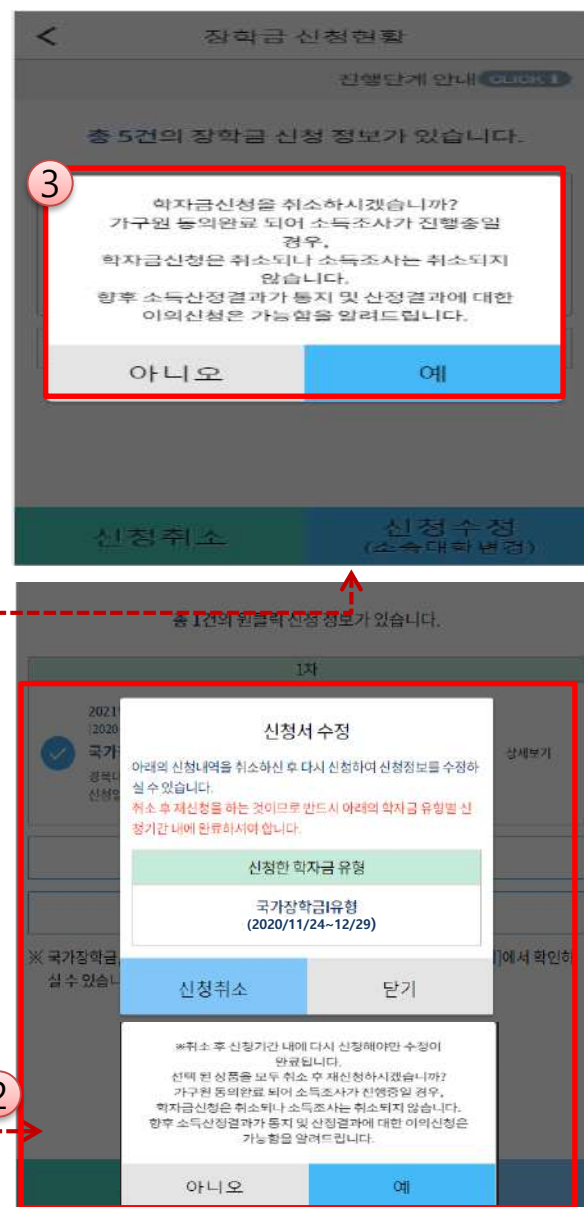 장학금 신청현황
진행단계 안내 CLICK !
총 5건의 장학금 신청 정보가 있습니다.
3
학자금신청을 취소하시겠습니까?
가구원 동의완료 되어 소득조사가 진행중일
경우,
학자금신청은 취소되나 소득조사는 취소되지
않습니다.
향후 소득산정결과가 통지 및 산정결과에 대한
이의신청은 가능함을 알려드립니다.
아니오 예
신청취소 신청수정
(소속대학변경)
총 1건의 원클릭 신청 정보가 있습니다.
1차
2021
2020
국가
상세보기
신청서 수정
아래의 신청내역을 취소하신 후 다시 신청하여 신청정보를 수정하
실 수 있습니다.
취소 후 재신청을 하는 것이므로 반드시 아래의 학자금 유형별 신
청기간 내에 완료하셔야 합니다.
신청한 학자금 유형
국가장학금I유형
(2020/11/24~12/29)
※ 국가장학금 에서 확인하
실 수 있습니
신청취소 닫기
※취소 후 신청기간 내에 다시 신청해야만 수정이
완료됩니다.
선택 된 상품을 모두 취소 후 재신청하시겠습니까?
가구원 동의완료 되어 소득조사가 진행중일 경우,
학자금신청은 취소되나 소득조사는 취소되지 않습니다.
향후 소득산정결과가 통지 및 산정결과에 대한 이의신청은
가능함을 알려드립니다.
2
아니오 예